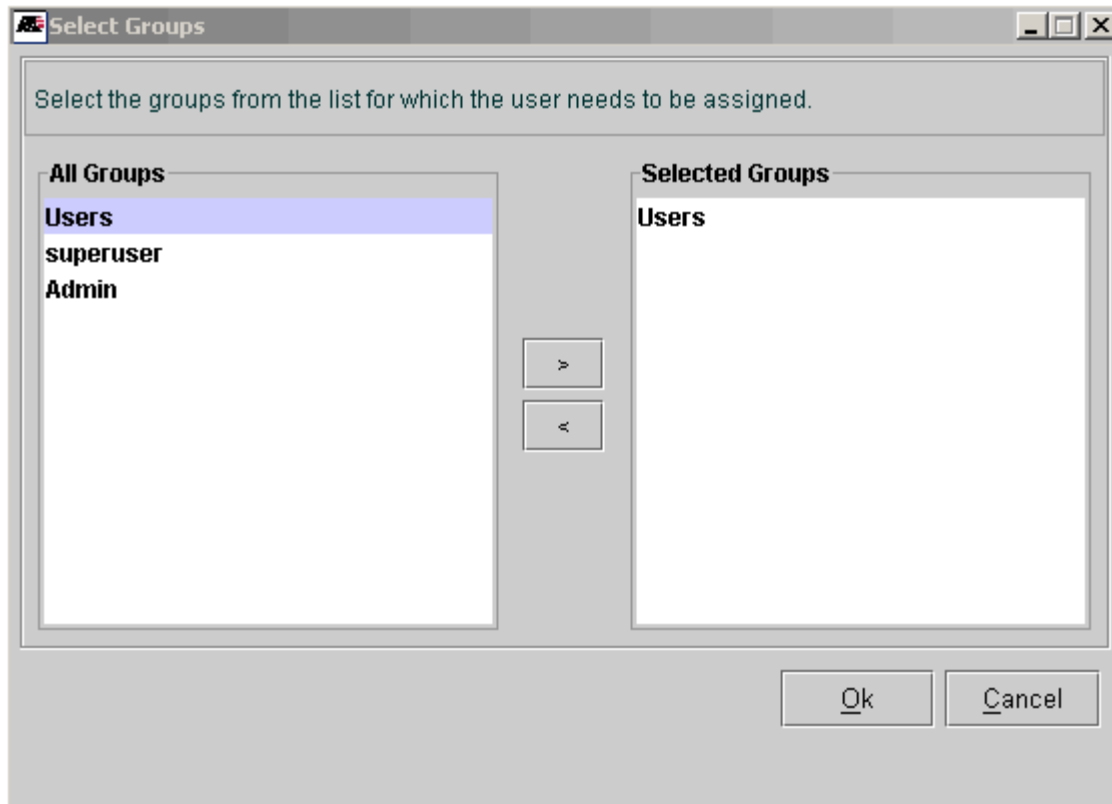 Select Groups
Select the groups from the list for which the user needs to be assigned.
All Groups
Users
superuser
Admin
>
<
Selected Groups
Users
Ok
Cancel